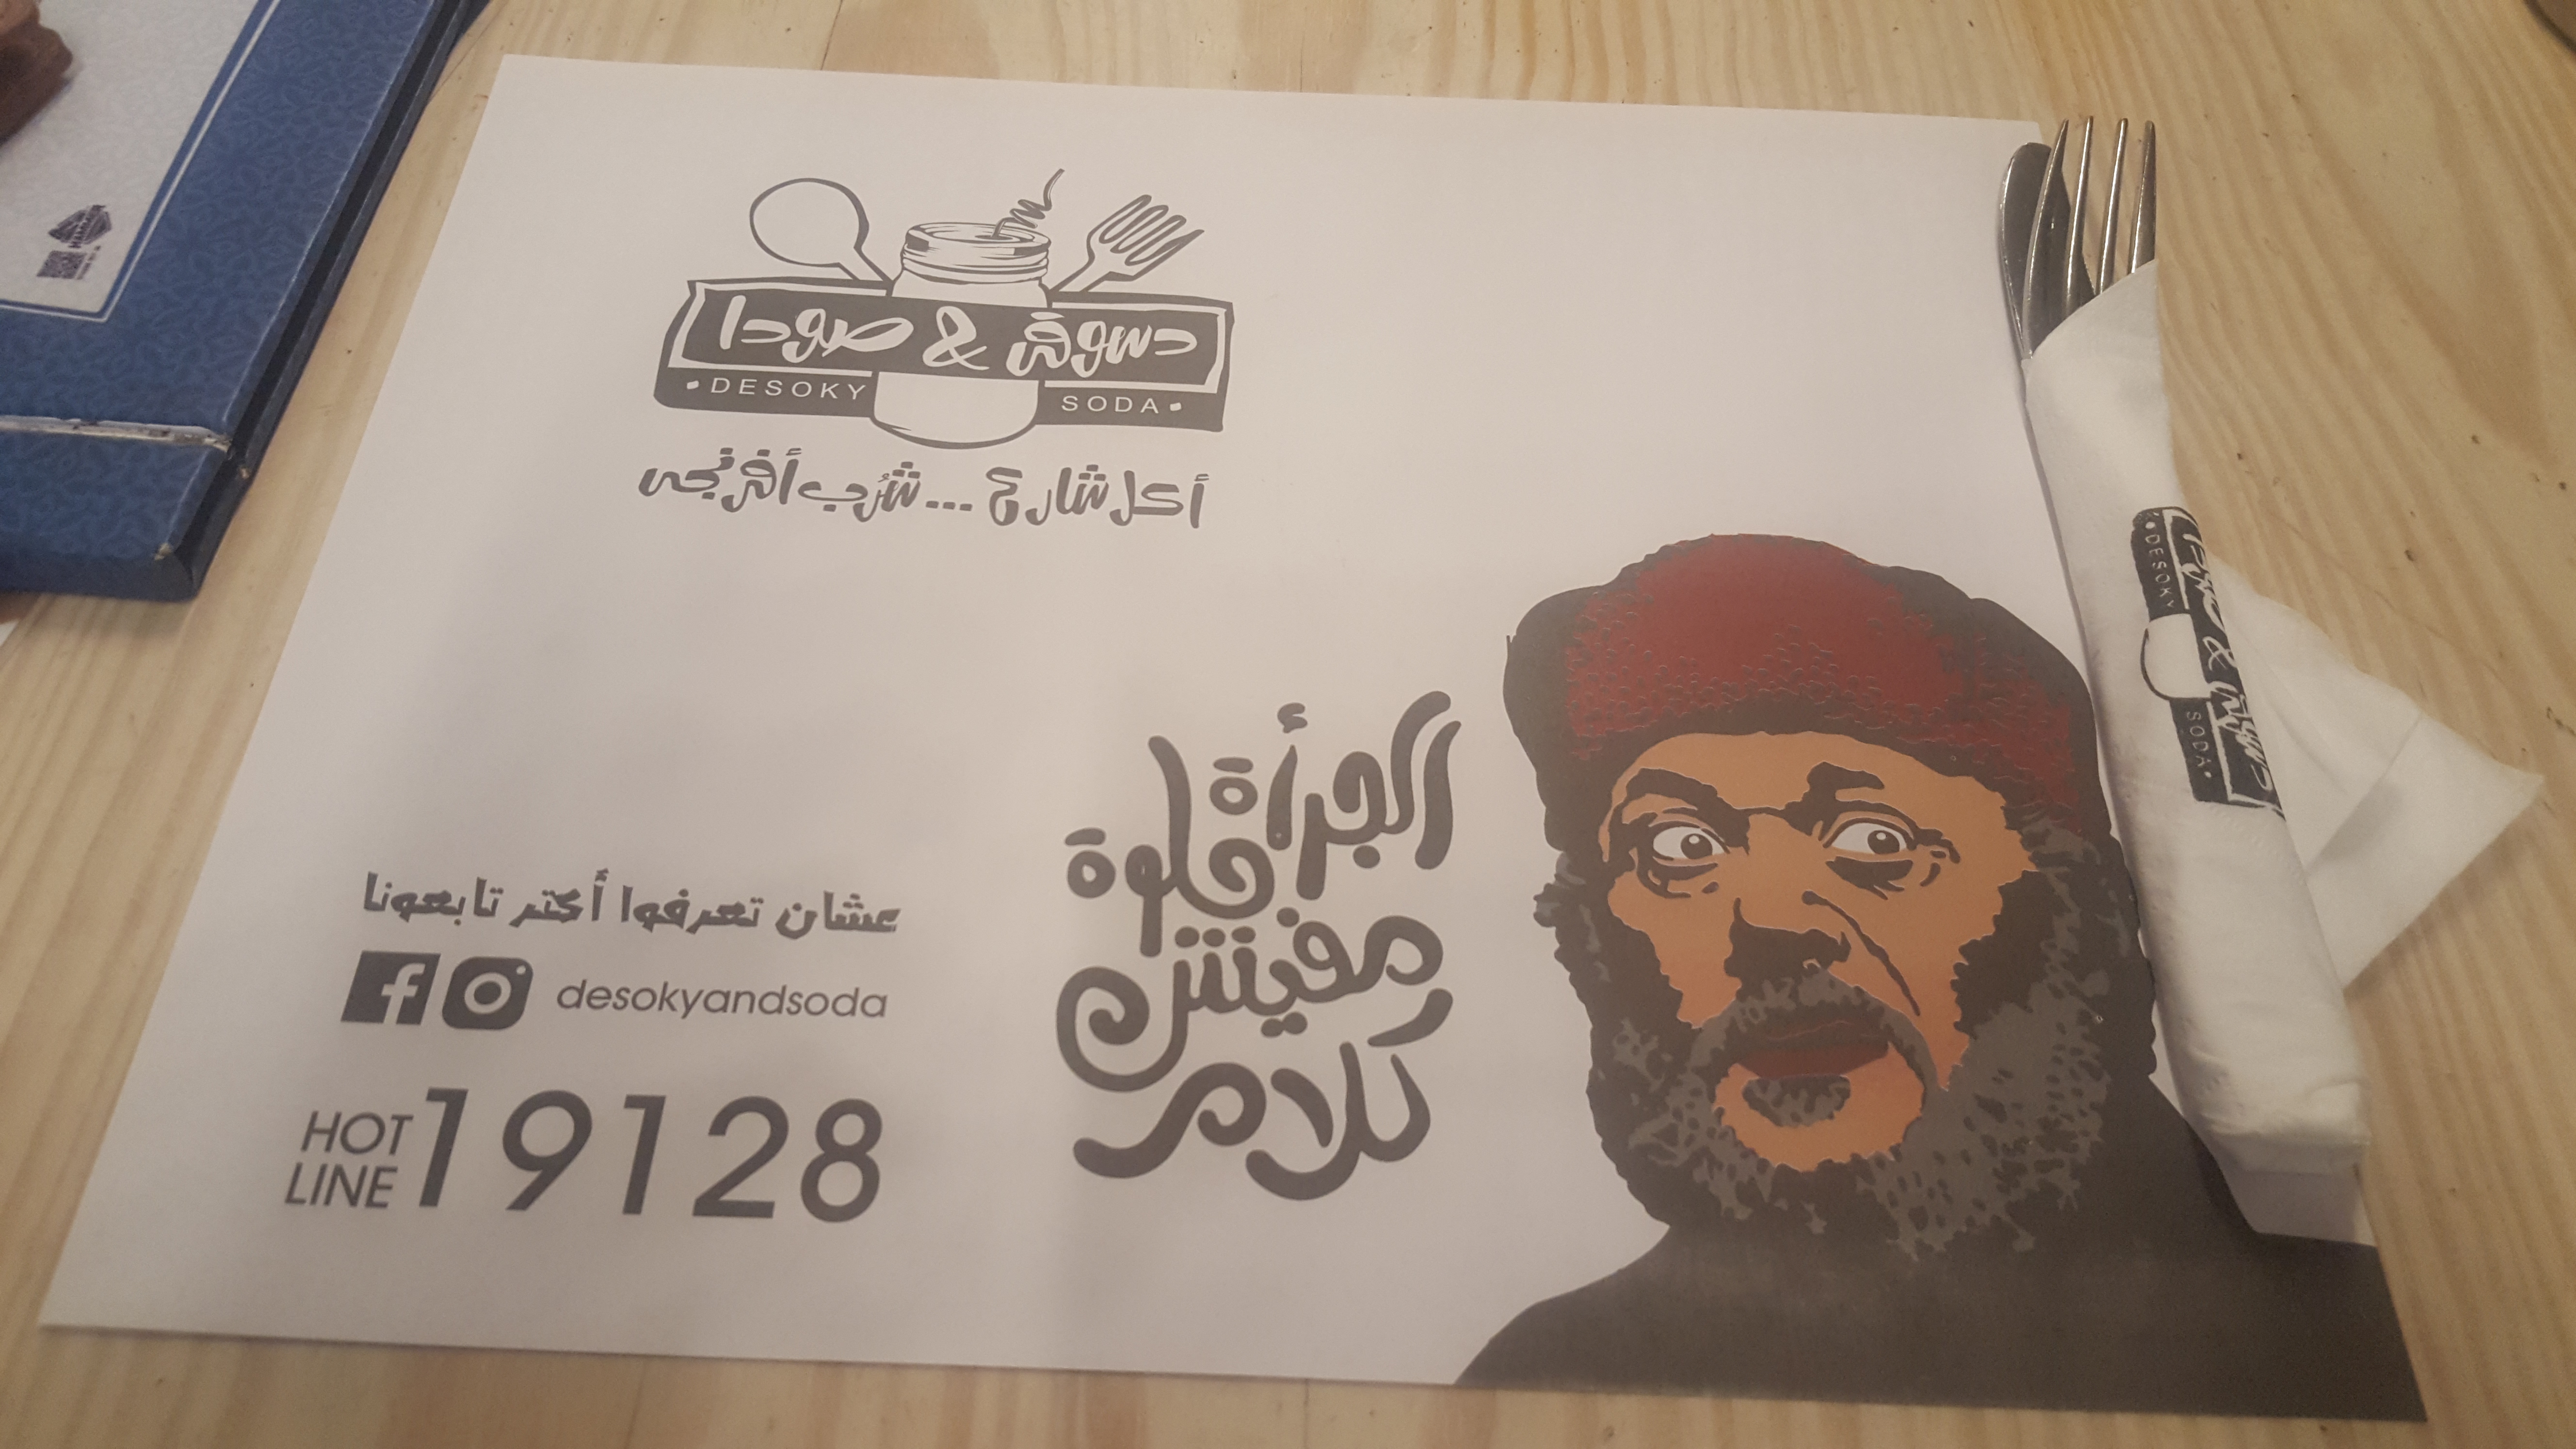 دسوقي & صودا
DESOKY SODA
أكل شارع ... شرب أفرنجي
الجرأة
حلاوة
مفيش
كلام
عشان تعرفوا أكتر تابعونا
desokyandsoda
HOT LINE 19128
DESOKY SODA
دسوقي & صودا